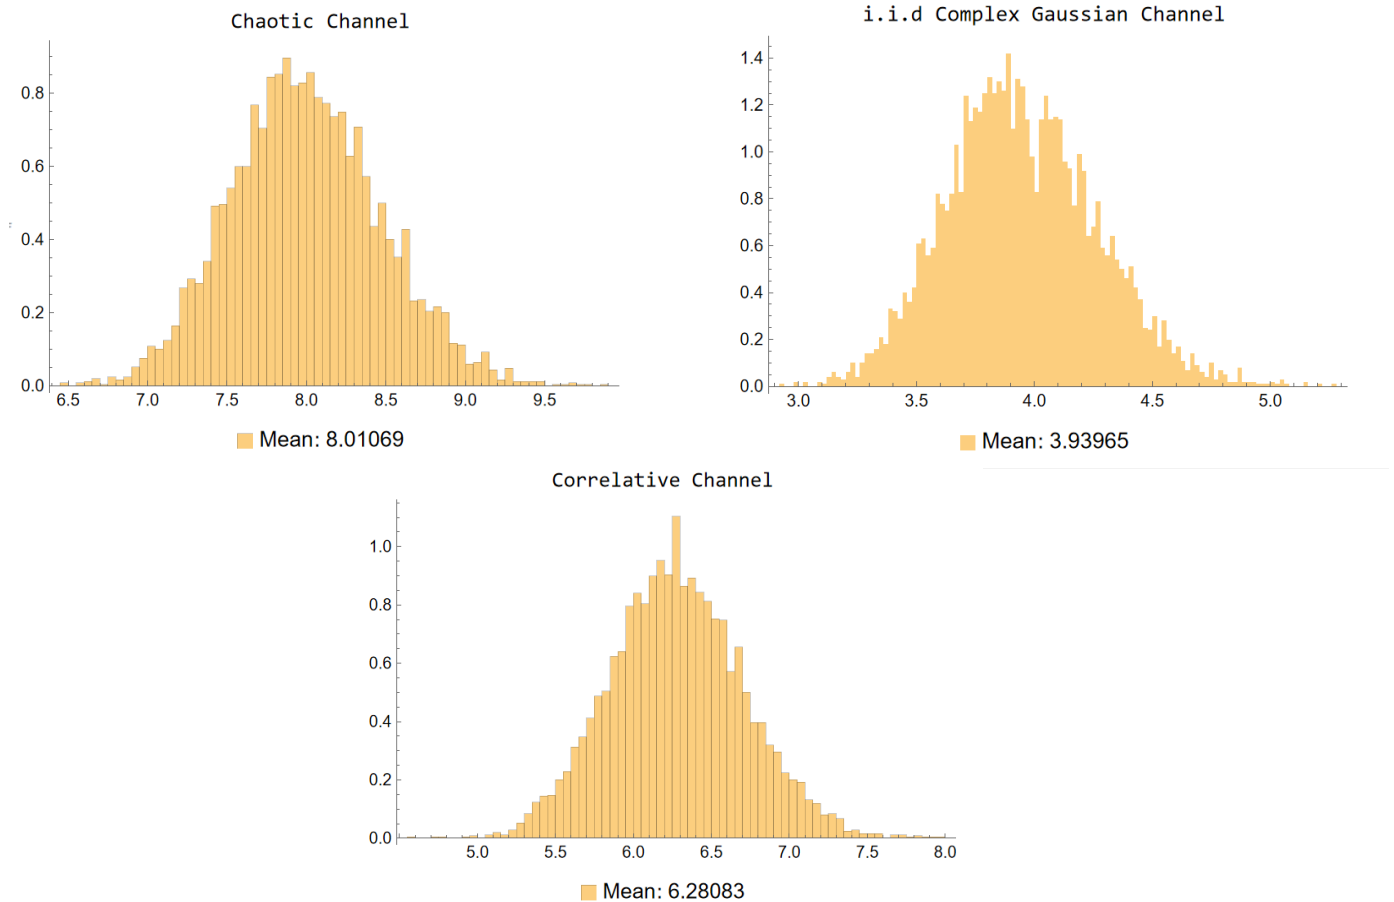 Chaotic Channel
0.8
0.6
0.4
0.2
0.0
6.5 7.0 7.5 8.0 8.5 9.0 9.5
Mean: 8.01069
i.i.d Complex Gaussian Channel
1.4
1.2
1.0
0.8
0.6
0.4
0.2
0.0
3.0 3.5 4.0 4.5 5.0
Mean: 3.93965
Correlative Channel
1.0
0.8
0.6
0.4
0.2
0.0
5.0 5.5 6.0 6.5 7.0 7.5 8.0
Mean: 6.28083